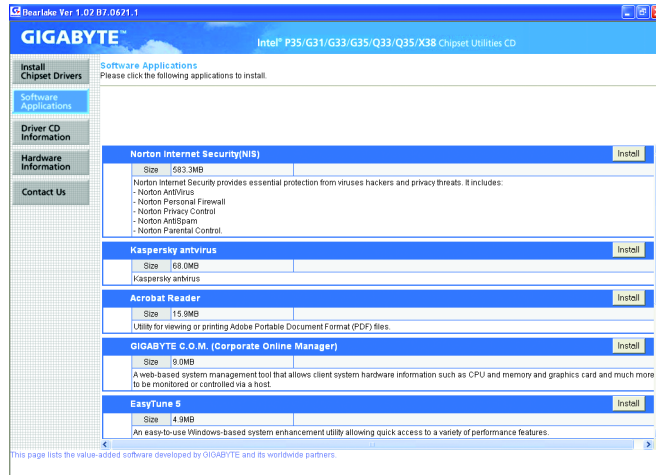 Bearlake Ver 1.02 B7.0621.1
GIGABYTE™
Intel® P35/G31/G33/G35/Q33/Q35/X38 Chipset Utilities CD
Install
Chipset Drivers
Software
Applications
Driver CD
Information
Hardware
Information
Contact Us
Software Applications
Please click the following applications to install.
Norton Internet Security(NIS)
Install
Size 583.3MB
Norton Internet Security provides essential protection from viruses hackers and privacy threats. It includes:
- Norton AntiVirus
- Norton Personal Firewall
- Norton Privacy Control
- Norton AntiSpam
- Norton Parental Control.
Kaspersky antvirus
Install
Size 68.0MB
Kaspersky antvirus
Acrobat Reader
Install
Size 15.9MB
Utility for viewing or printing Adobe Portable Document Format (PDF) files.
GIGABYTE C.O.M. (Corporate Online Manager)
Install
Size 9.0MB
A web-based system management tool that allows client system hardware information such as CPU and memory and graphics card and much more
to be monitored or controlled via a host.
EasyTune 5
Install
Size 4.9MB
An easy-to-use Windows-based system enhancement utility allowing quick access to a variety of performance features.
This page lists the value-added software developed by GIGABYTE and its worldwide partners.